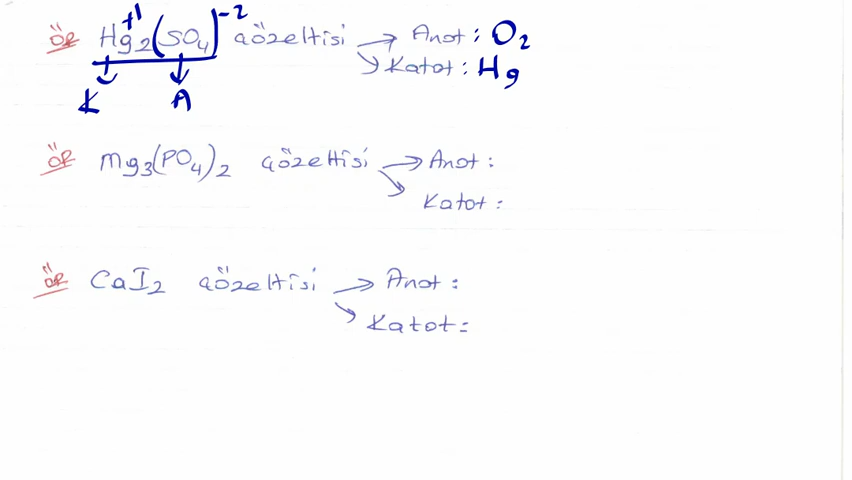 ÖR Hg₂⁺¹(SO₄)⁻² çözeltisi → Anot : O₂
↘ Katot : Hg
K A
ÖR Mg₃(PO₄)₂ çözeltisi → Anot :
↘ Katot :
ÖR CaI₂ çözeltisi → Anot :
↘ Katot :